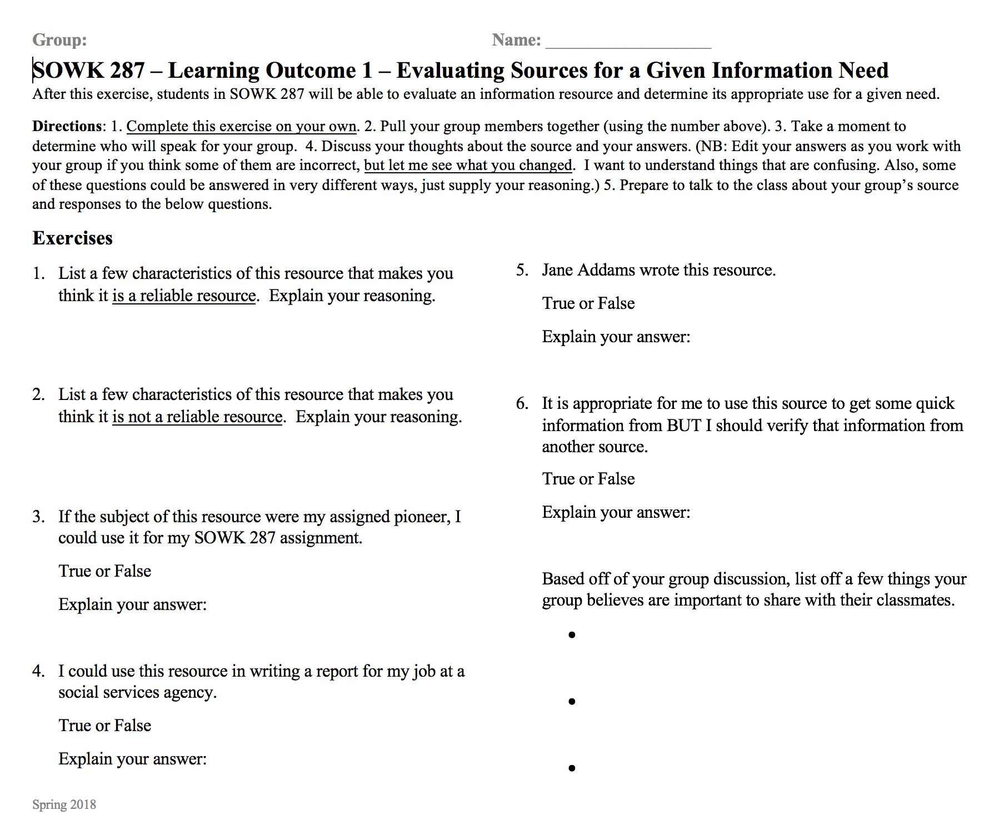 Group:
Name: ___________________
SOWK 287 – Learning Outcome 1 – Evaluating Sources for a Given Information Need
After this exercise, students in SOWK 287 will be able to evaluate an information resource and determine its appropriate use for a given need.
Directions: 1. Complete this exercise on your own. 2. Pull your group members together (using the number above). 3. Take a moment to
determine who will speak for your group.  4. Discuss your thoughts about the source and your answers. (NB: Edit your answers as you work with
your group if you think some of them are incorrect, but let me see what you changed.  I want to understand things that are confusing. Also, some
of these questions could be answered in very different ways, just supply your reasoning.) 5. Prepare to talk to the class about your group’s source
and responses to the below questions.
Exercises
1. List a few characteristics of this resource that makes you
think it is a reliable resource.  Explain your reasoning.
2. List a few characteristics of this resource that makes you
think it is not a reliable resource.  Explain your reasoning.
3. If the subject of this resource were my assigned pioneer, I
could use it for my SOWK 287 assignment.
True or False
Explain your answer:
4. I could use this resource in writing a report for my job at a
social services agency.
True or False
Explain your answer:
5. Jane Addams wrote this resource.
True or False
Explain your answer:
6. It is appropriate for me to use this source to get some quick
information from BUT I should verify that information from
another source.
True or False
Explain your answer:
Based off of your group discussion, list off a few things your
group believes are important to share with their classmates.
•
•
•
Spring 2018